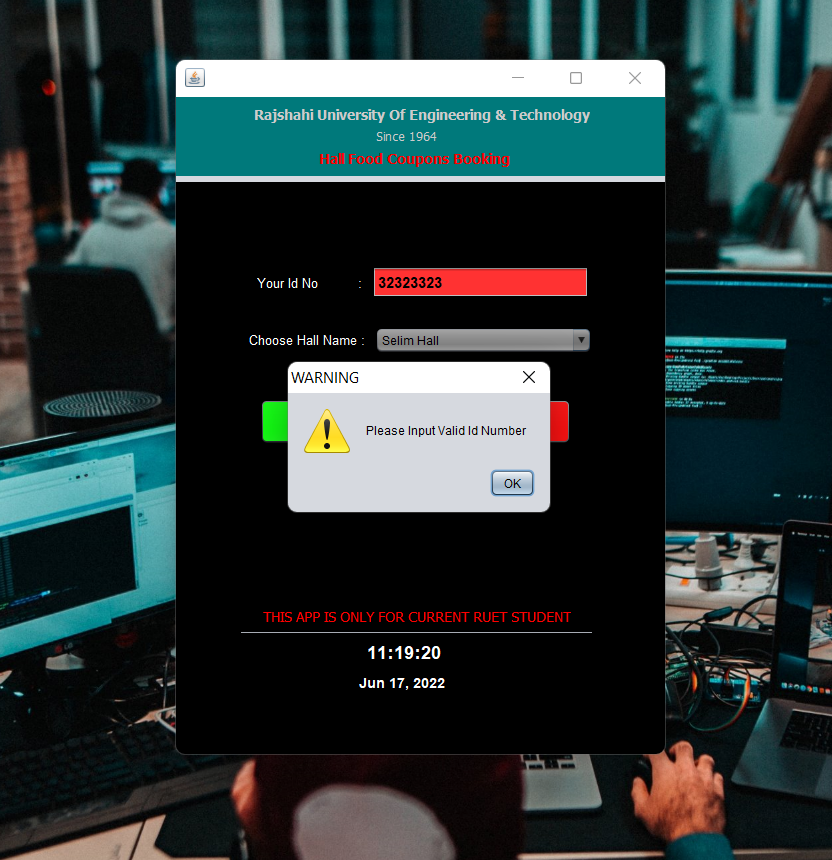 Rajshahi University Of Engineering & Technology
Since 1964
Hall Food Coupons Booking
Your Id No : 32323323
Choose Hall Name : Selim Hall
WARNING
Please Input Valid Id Number
OK
THIS APP IS ONLY FOR CURRENT RUET STUDENT
11:19:20
Jun 17, 2022